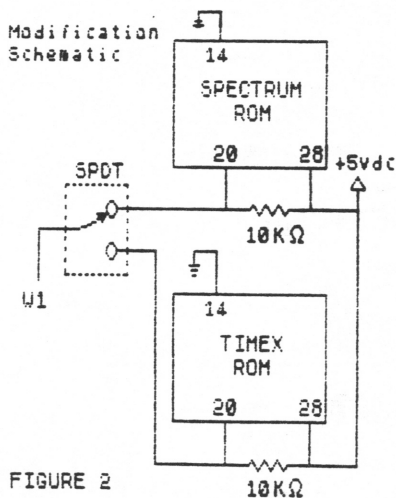 Modification
Schematic
14
SPECTRUM
ROM
20 28
+5Vdc
SPDT
10KΩ
W1
14
TIMEX
ROM
20 28
10KΩ
FIGURE 2